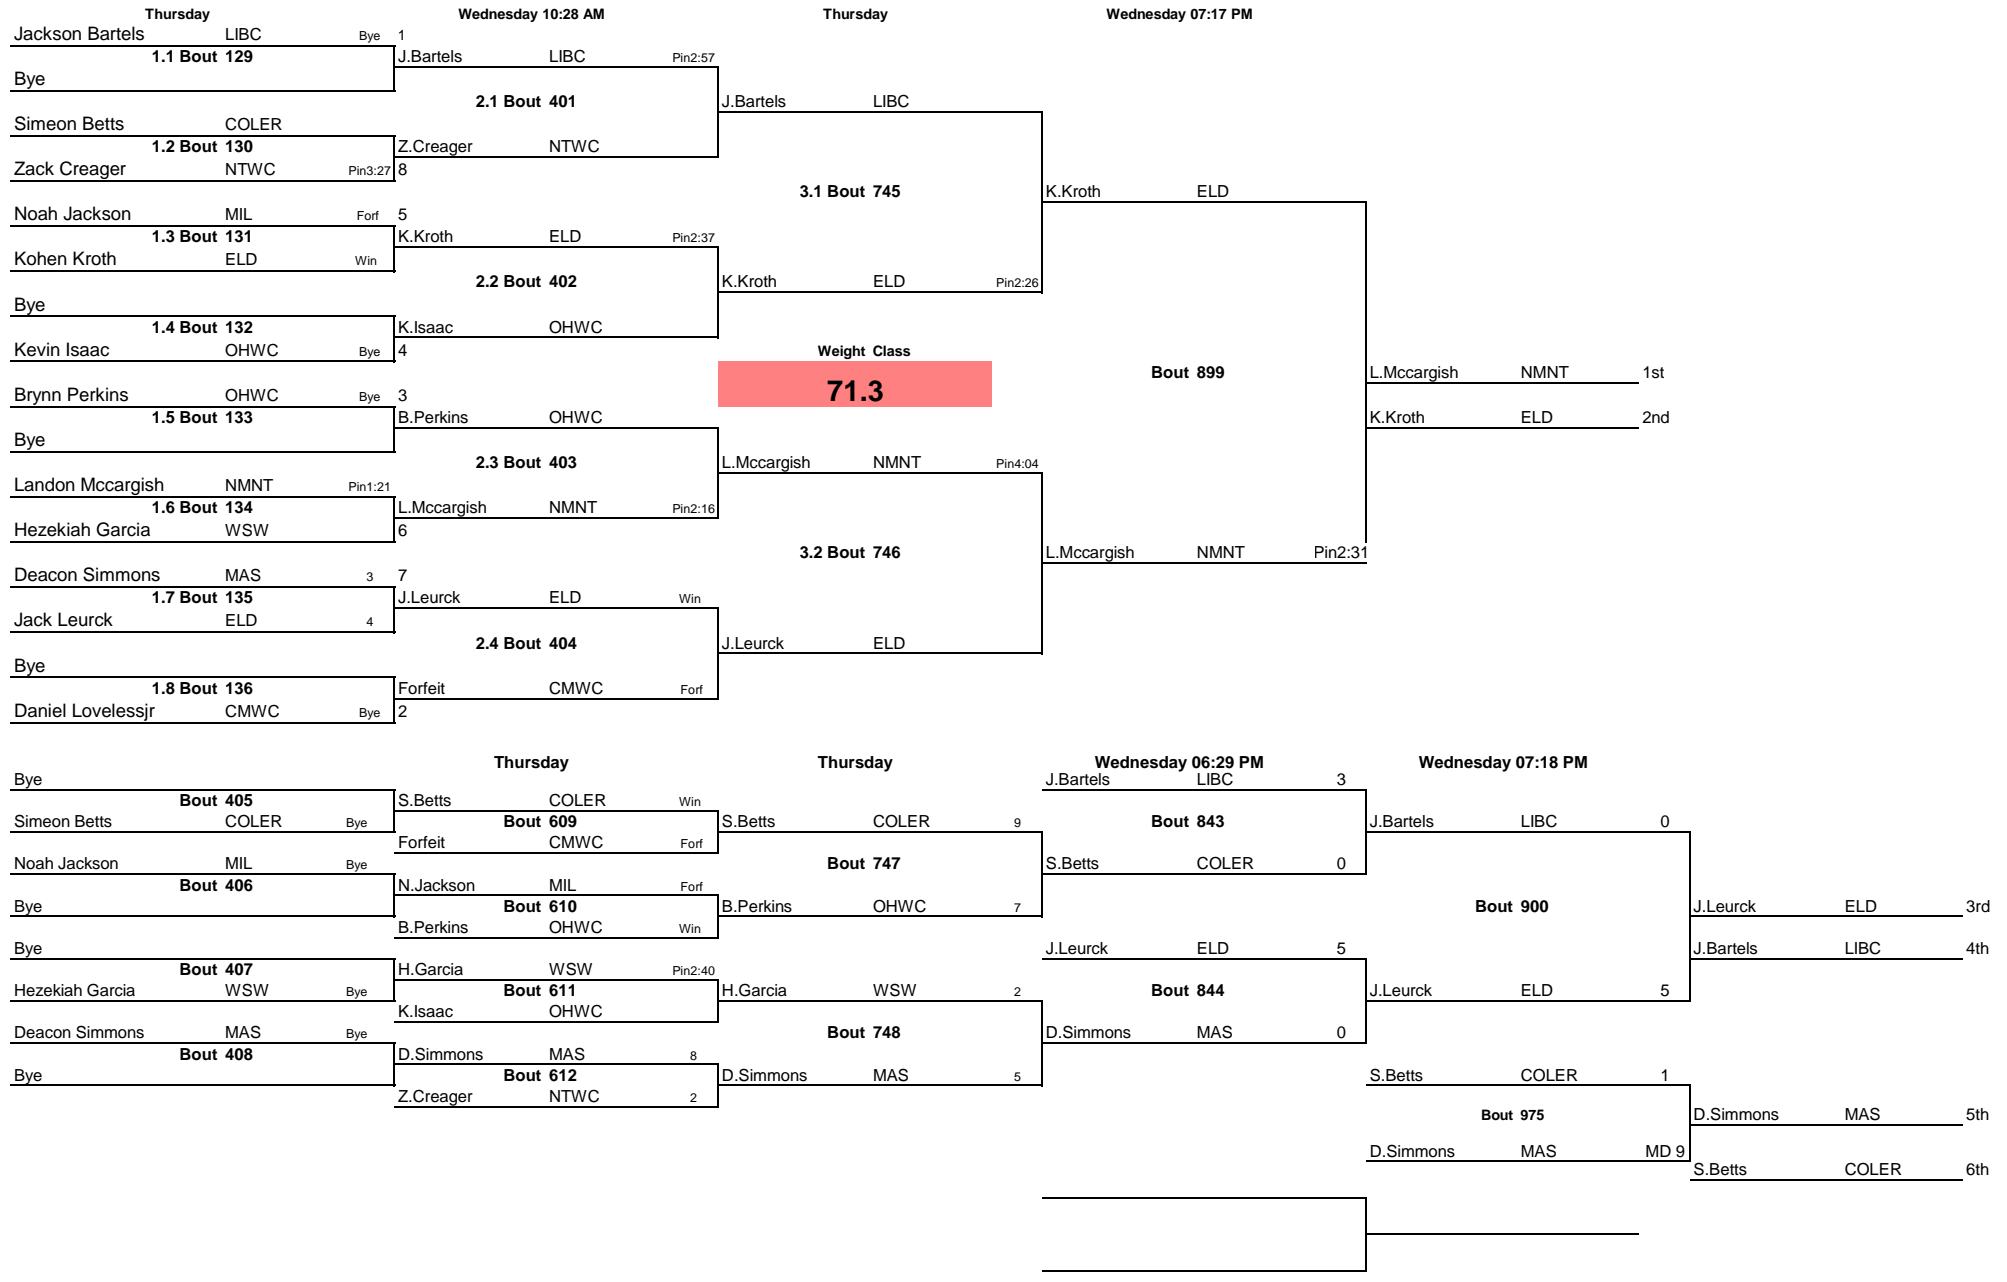 Thursday Wednesday 10:28 AM Thursday Wednesday 07:17 PM
Jackson Bartels LIBC Bye 1
1.1 Bout 129 J.Bartels LIBC Pin2:57
Bye
2.1 Bout 401 J.Bartels LIBC
Simeon Betts COLER
1.2 Bout 130 Z.Creager NTWC
Zack Creager NTWC Pin3:27 8
3.1 Bout 745 K.Kroth ELD
Noah Jackson MIL Forf 5
1.3 Bout 131 K.Kroth ELD Pin2:37
Kohen Kroth ELD Win
2.2 Bout 402 K.Kroth ELD Pin2:26
Bye
1.4 Bout 132 K.Isaac OHWC
Kevin Isaac OHWC Bye 4 Weight Class
Bout 899 L.Mccargish NMNT 1st
Brynn Perkins OHWC Bye 3 71.3
1.5 Bout 133 B.Perkins OHWC K.Kroth ELD 2nd
Bye
2.3 Bout 403 L.Mccargish NMNT Pin4:04
Landon Mccargish NMNT Pin1:21
1.6 Bout 134 L.Mccargish NMNT Pin2:16
Hezekiah Garcia WSW 6
3.2 Bout 746 L.Mccargish NMNT Pin2:31
Deacon Simmons MAS 3 7
1.7 Bout 135 J.Leurck ELD Win
Jack Leurck ELD 4
2.4 Bout 404 J.Leurck ELD
Bye
1.8 Bout 136 Forfeit CMWC Forf
Daniel Lovelessjr CMWC Bye 2
Thursday Thursday Wednesday 06:29 PM Wednesday 07:18 PM
Bye J.Bartels LIBC 3
Bout 405 S.Betts COLER Win
Simeon Betts COLER Bye Bout 609 S.Betts COLER 9 Bout 843 J.Bartels LIBC 0
Forfeit CMWC Forf
Noah Jackson MIL Bye Bout 747 S.Betts COLER 0
Bout 406 N.Jackson MIL Forf
Bye Bout 610 B.Perkins OHWC 7 Bout 900 J.Leurck ELD 3rd
B.Perkins OHWC Win
Bye J.Leurck ELD 5 J.Bartels LIBC 4th
Bout 407 H.Garcia WSW Pin2:40
Hezekiah Garcia WSW Bye Bout 611 H.Garcia WSW 2 Bout 844 J.Leurck ELD 5
K.Isaac OHWC
Deacon Simmons MAS Bye Bout 748 D.Simmons MAS 0
Bout 408 D.Simmons MAS 8
Bye Bout 612 D.Simmons MAS 5 S.Betts COLER 1
Z.Creager NTWC 2
Bout 975 D.Simmons MAS 5th
D.Simmons MAS MD 9
S.Betts COLER 6th